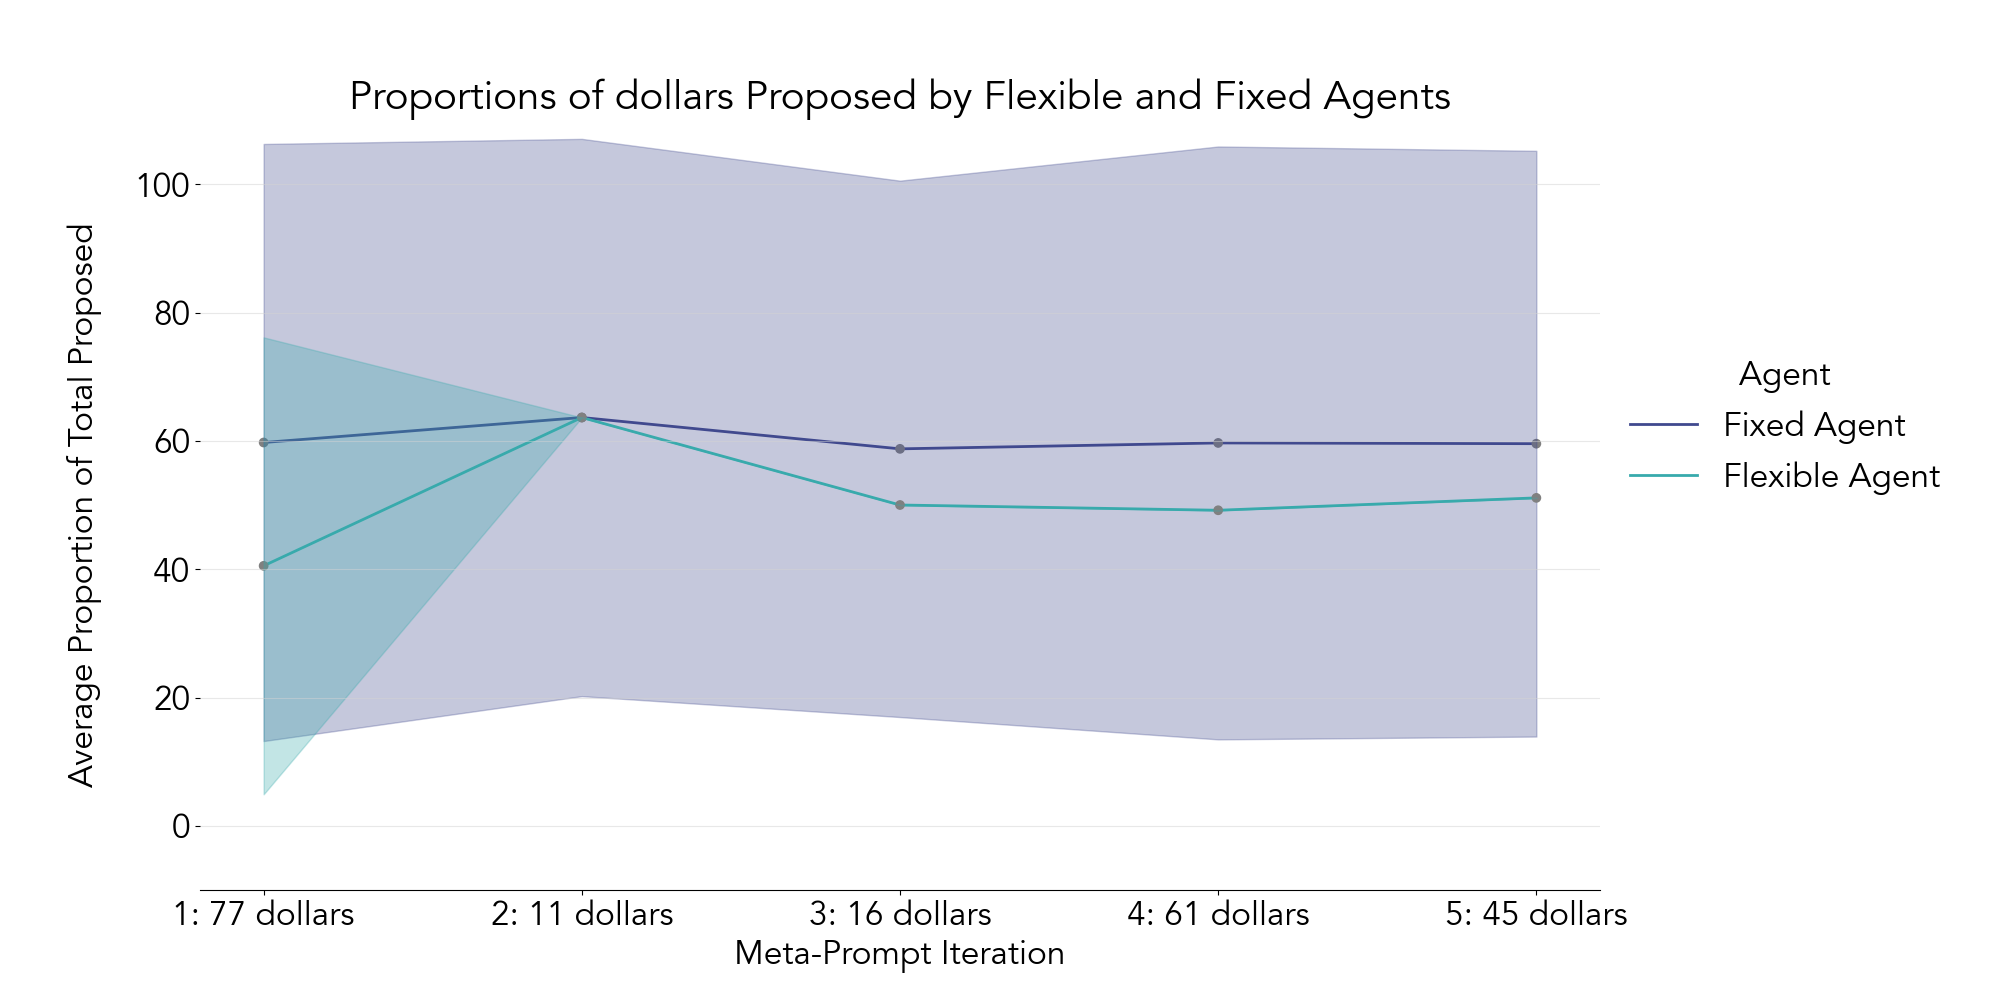 Proportions of dollars Proposed by Flexible and Fixed Agents
Average Proportion of Total Proposed
100
80
60
40
20
0
1: 77 dollars
2: 11 dollars
3: 16 dollars
4: 61 dollars
5: 45 dollars
Meta-Prompt Iteration
Agent
Fixed Agent
Flexible Agent